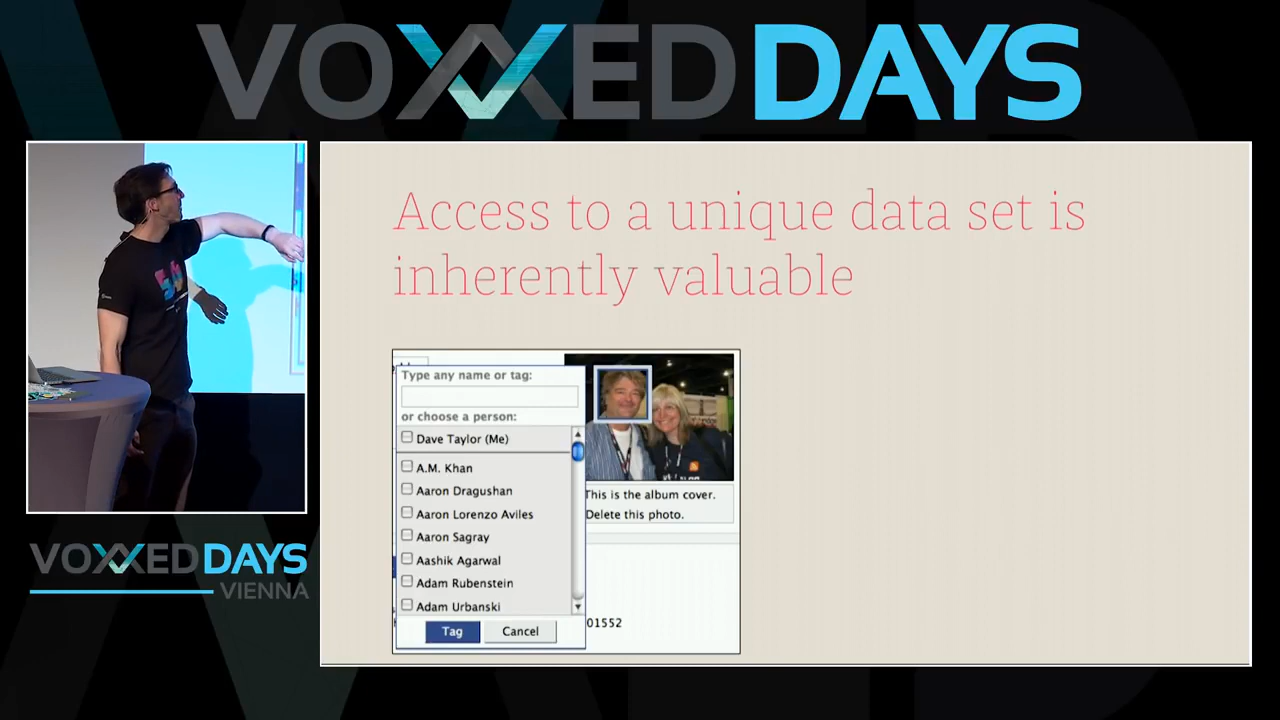 VOXXED DAYS
Access to a unique data set is
inherently valuable
Type any name or tag:
or choose a person:
Dave Taylor (Me)
A.M. Khan
Aaron Dragushan
Aaron Lorenzo Aviles
Aaron Sagray
Aashik Agarwal
Adam Rubenstein
Adam Urbanski
Tag
Cancel
This is the album cover.
Delete this photo.
01552
VOXXED DAYS
VIENNA